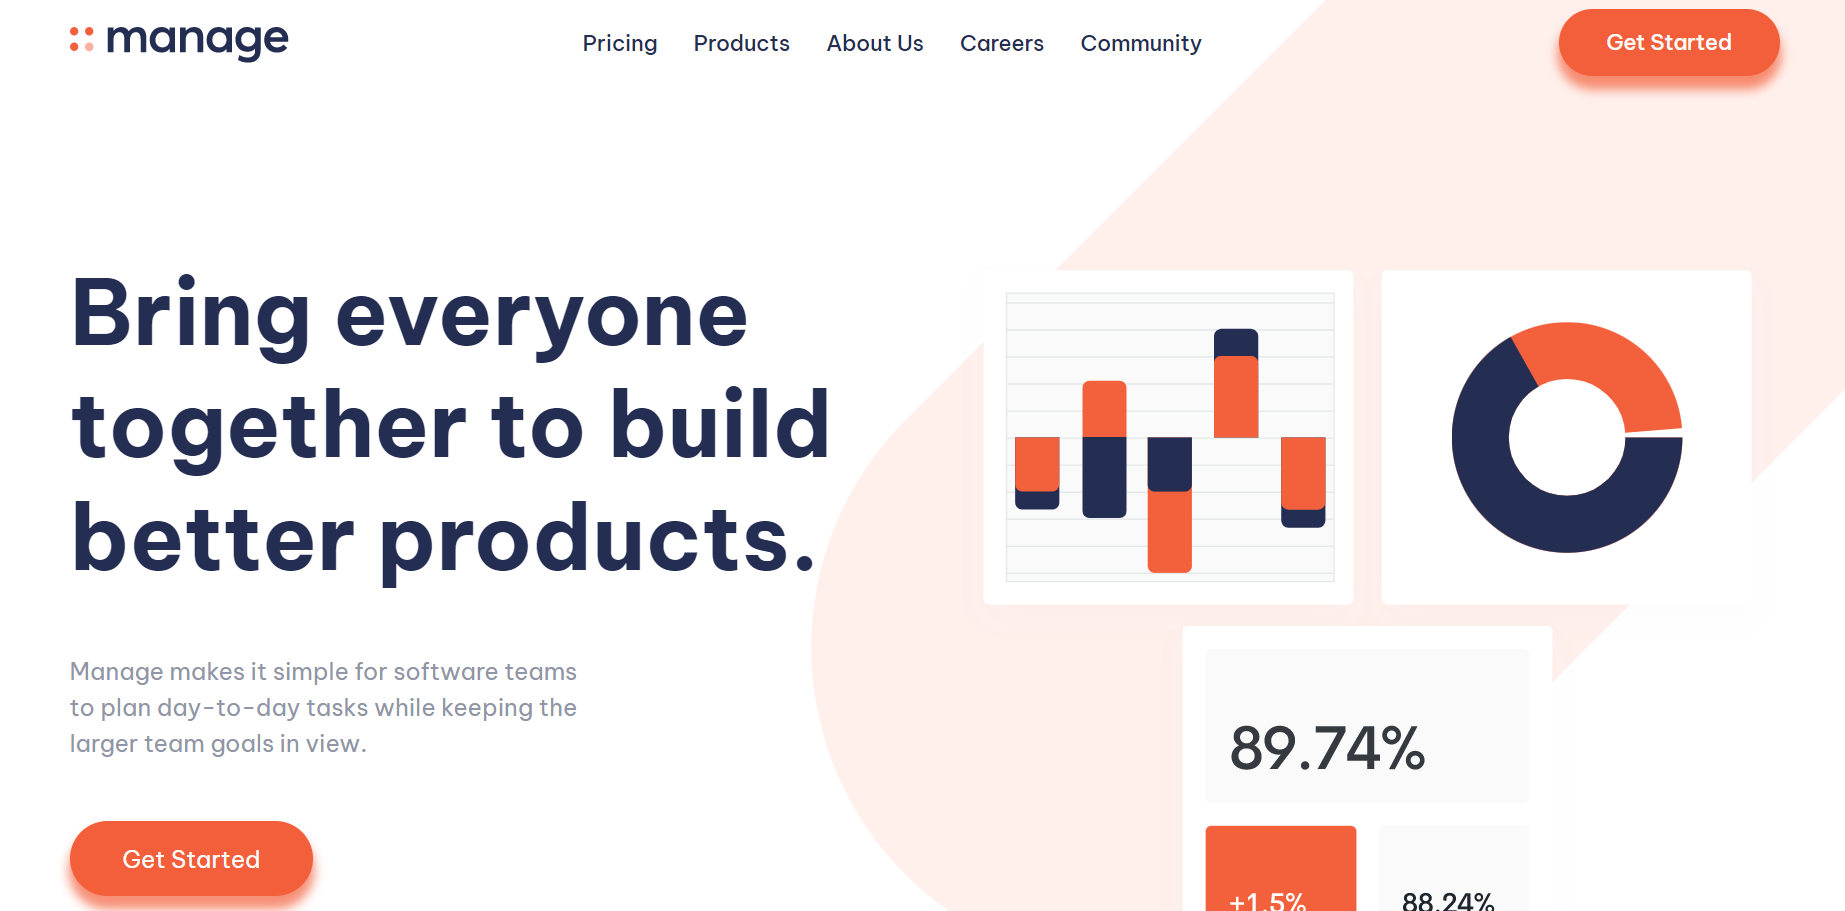 manage
Pricing Products About Us Careers Community
Get Started
Bring everyone
together to build
better products.
Manage makes it simple for software teams
to plan day-to-day tasks while keeping the
larger team goals in view.
Get Started
89.74%
+1.5% 88.24%